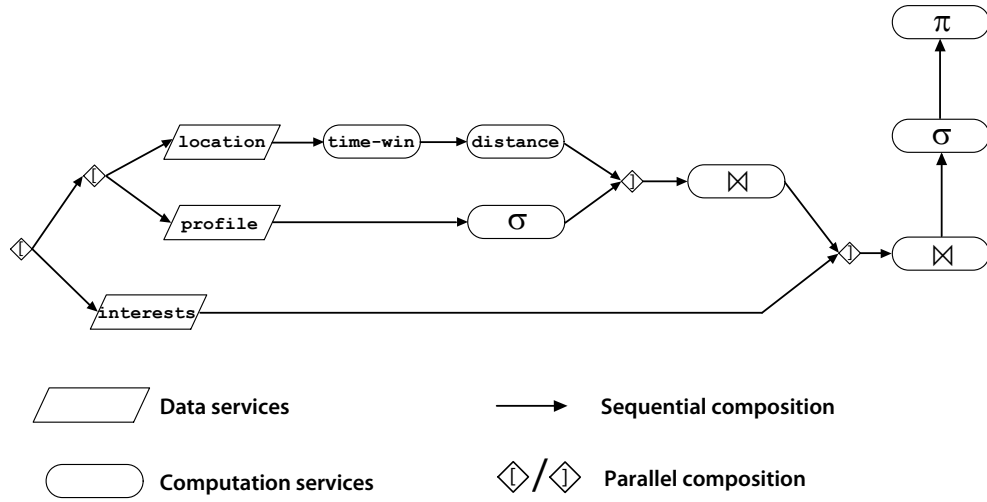 π
location
time-win
distance
σ
[
]
⋈
profile
σ
[
]
⋈
interests
Data services
Sequential composition
Computation services
[ / ]
Parallel composition